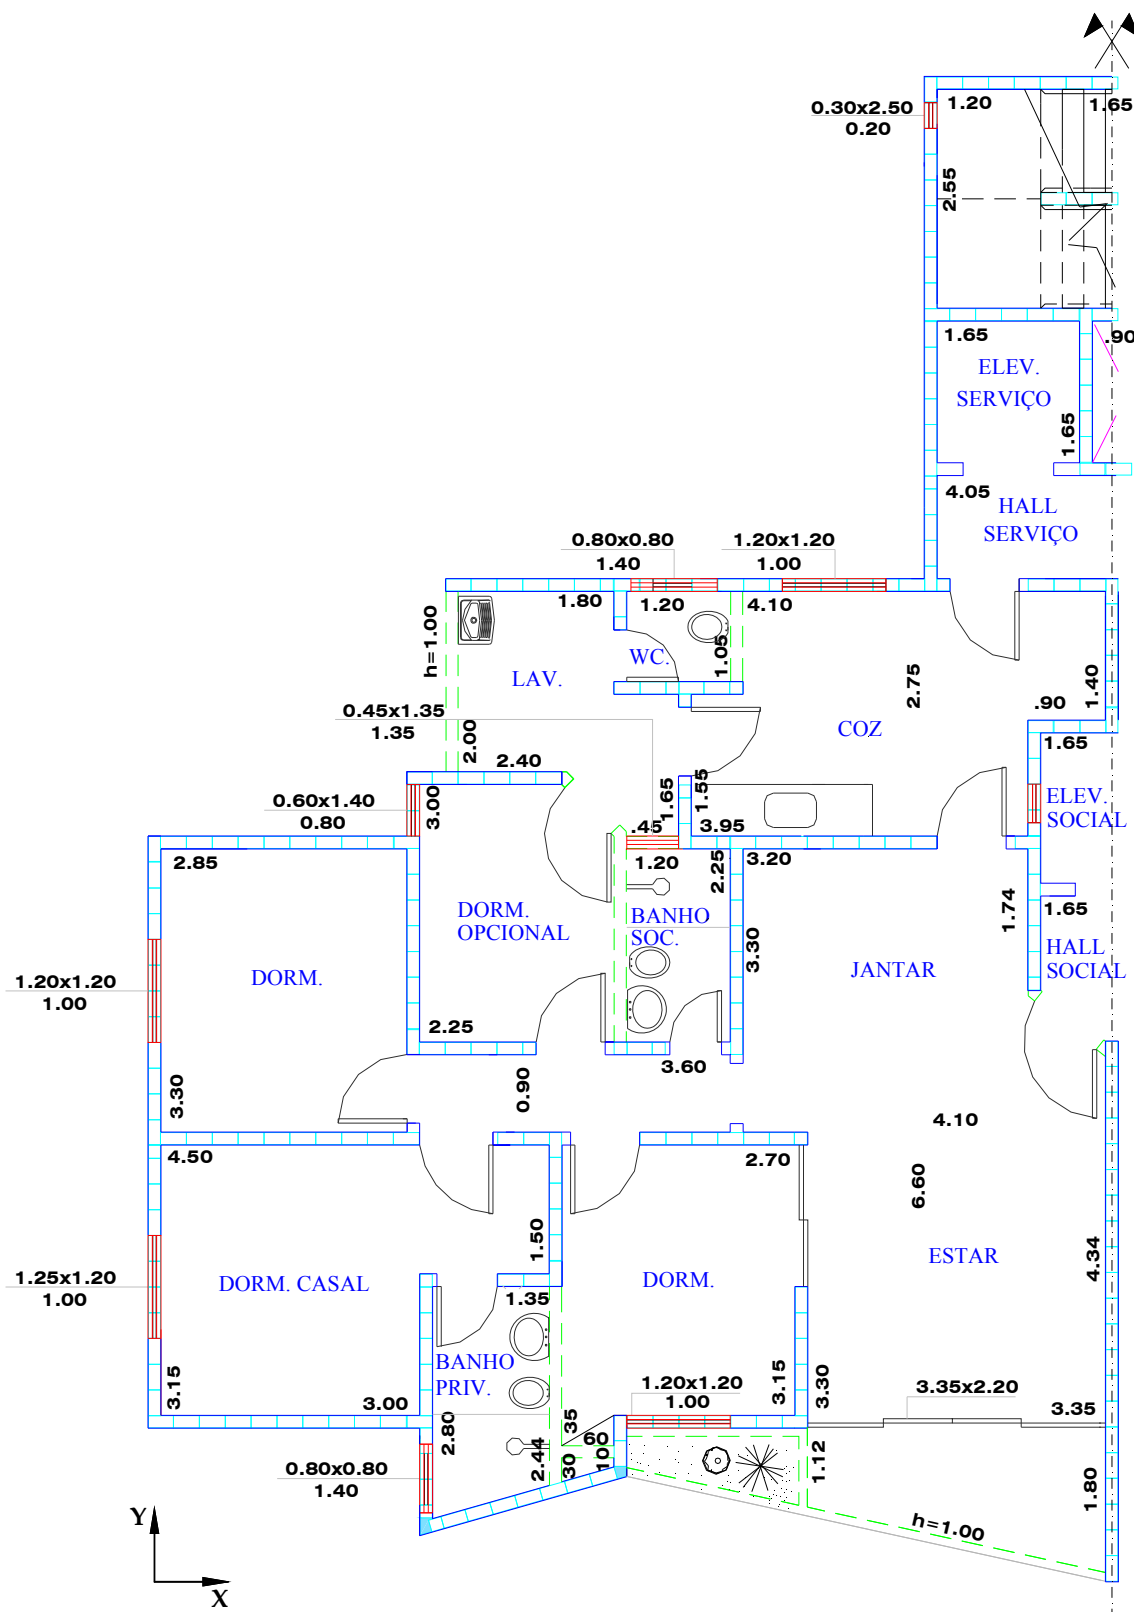 1.20
1.65
0.30x2.50
0.20
2.55
1.65
.90
ELEV.
SERVIÇO
1.65
4.05
HALL
SERVIÇO
0.80x0.80
1.40
1.20x1.20
1.00
1.80
1.20
4.10
h=1.00
WC.
1.05
LAV.
2.75
1.40
.90
0.45x1.35
1.35
COZ
1.65
2.00
2.40
0.60x1.40
0.80
3.00
1.65
1.55
ELEV.
SOCIAL
.45
3.95
2.85
1.20
2.25
3.20
DORM.
OPCIONAL
BANHO
SOC.
1.74
1.65
3.30
HALL
SOCIAL
1.20x1.20
1.00
DORM.
JANTAR
2.25
3.60
3.30
0.90
4.10
4.50
2.70
6.60
1.50
ESTAR
4.34
1.25x1.20
1.00
DORM. CASAL
DORM.
1.35
BANHO
PRIV.
3.15
3.00
1.20x1.20
1.00
3.15
3.30
3.35x2.20
3.35
2.80
35
60
2.44
30
100
1.12
0.80x0.80
1.40
1.80
h=1.00
Y
X